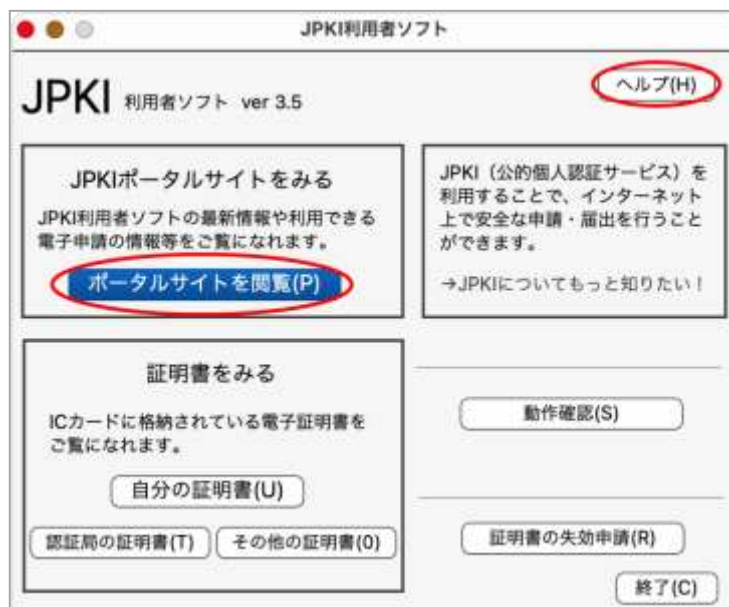 JPKI利用者ソフト
JPKI 利用者ソフト ver 3.5
ヘルプ(H)
JPKIポータルサイトをみる
JPKI利用者ソフトの最新情報や利用できる
電子申請の情報等をご覧になれます。
ポータルサイトを閲覧(P)
JPKI（公的個人認証サービス）を
利用することで、インターネット
上で安全な申請・届出を行うこと
ができます。
→JPKIについてもっと知りたい！
証明書をみる
ICカードに格納されている電子証明書を
ご覧になれます。
自分の証明書(U)
認証局の証明書(T) その他の証明書(0)
動作確認(S)
証明書の失効申請(R)
終了(C)